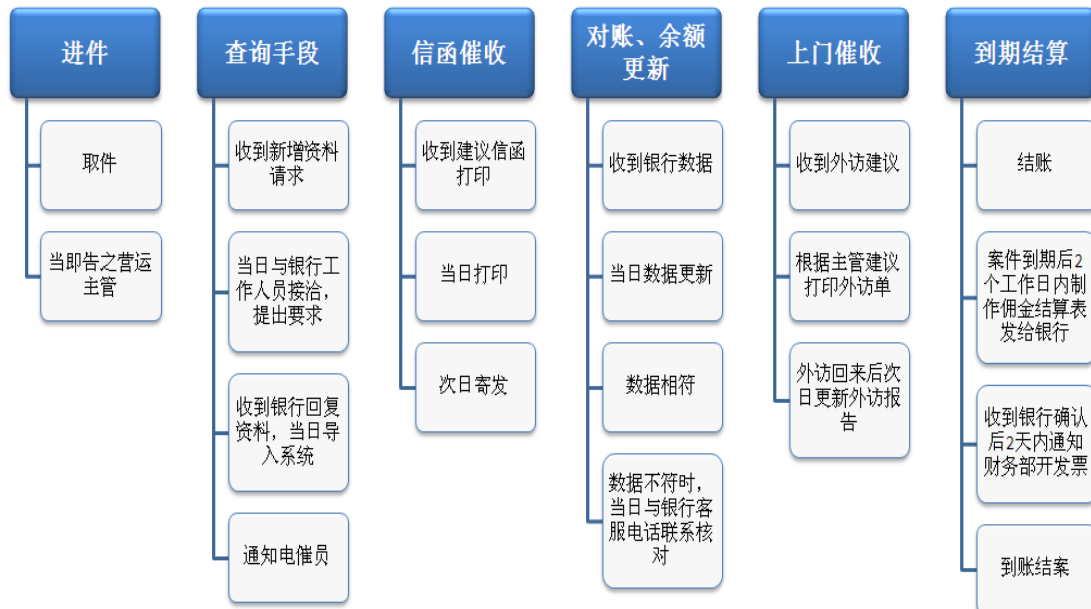 进件
取件
当即告之营运
主管
查询手段
收到新增资料
请求
当日与银行工
作人员接洽，
提出要求
收到银行回复
资料，当日导
入系统
通知电催员
信函催收
收到建议信函
打印
当日打印
次日寄发
对账、余额
更新
收到银行数据
当日数据更新
数据相符
数据不符时，
当日与银行客
服电话联系核
对
上门催收
收到外访建议
根据主管建议
打印外访单
外访回来后次
日更新外访报
告
到期结算
结账
案件到期后2
个工作日内制
作佣金结算表
发给银行
收到银行确认
后2天内通知
财务部开发票
到账结案